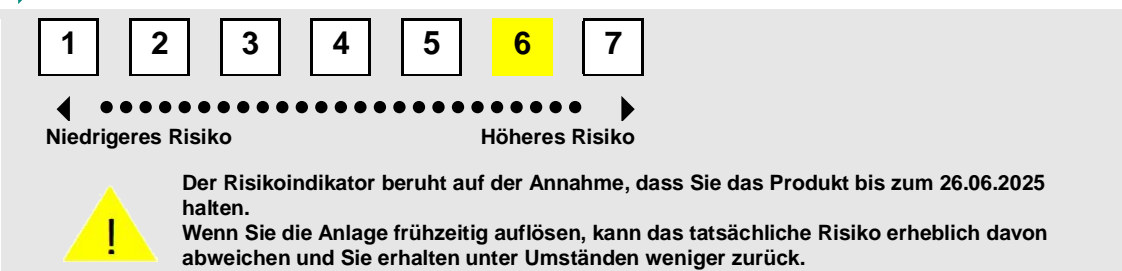 1 2 3 4 5 6 7
Niedrigeres Risiko Höheres Risiko
! Der Risikoindikator beruht auf der Annahme, dass Sie das Produkt bis zum 26.06.2025
halten.
Wenn Sie die Anlage frühzeitig auflösen, kann das tatsächliche Risiko erheblich davon
abweichen und Sie erhalten unter Umständen weniger zurück.